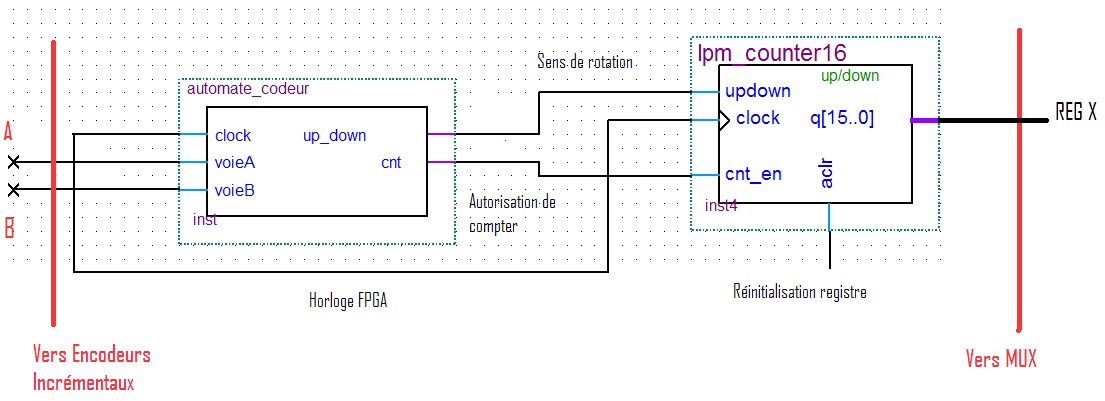 lpm_counter16
up/down
Sens de rotation
automate_codeur
updown
REG X
A
clock
up_down
clock
q[15..0]
voieA
cnt
cnt_en
aclr
voieB
Autorisation de
compter
inst4
inst
B
Horloge FPGA
Réinitialisation registre
Vers Encodeurs
Incrémentaux
Vers MUX